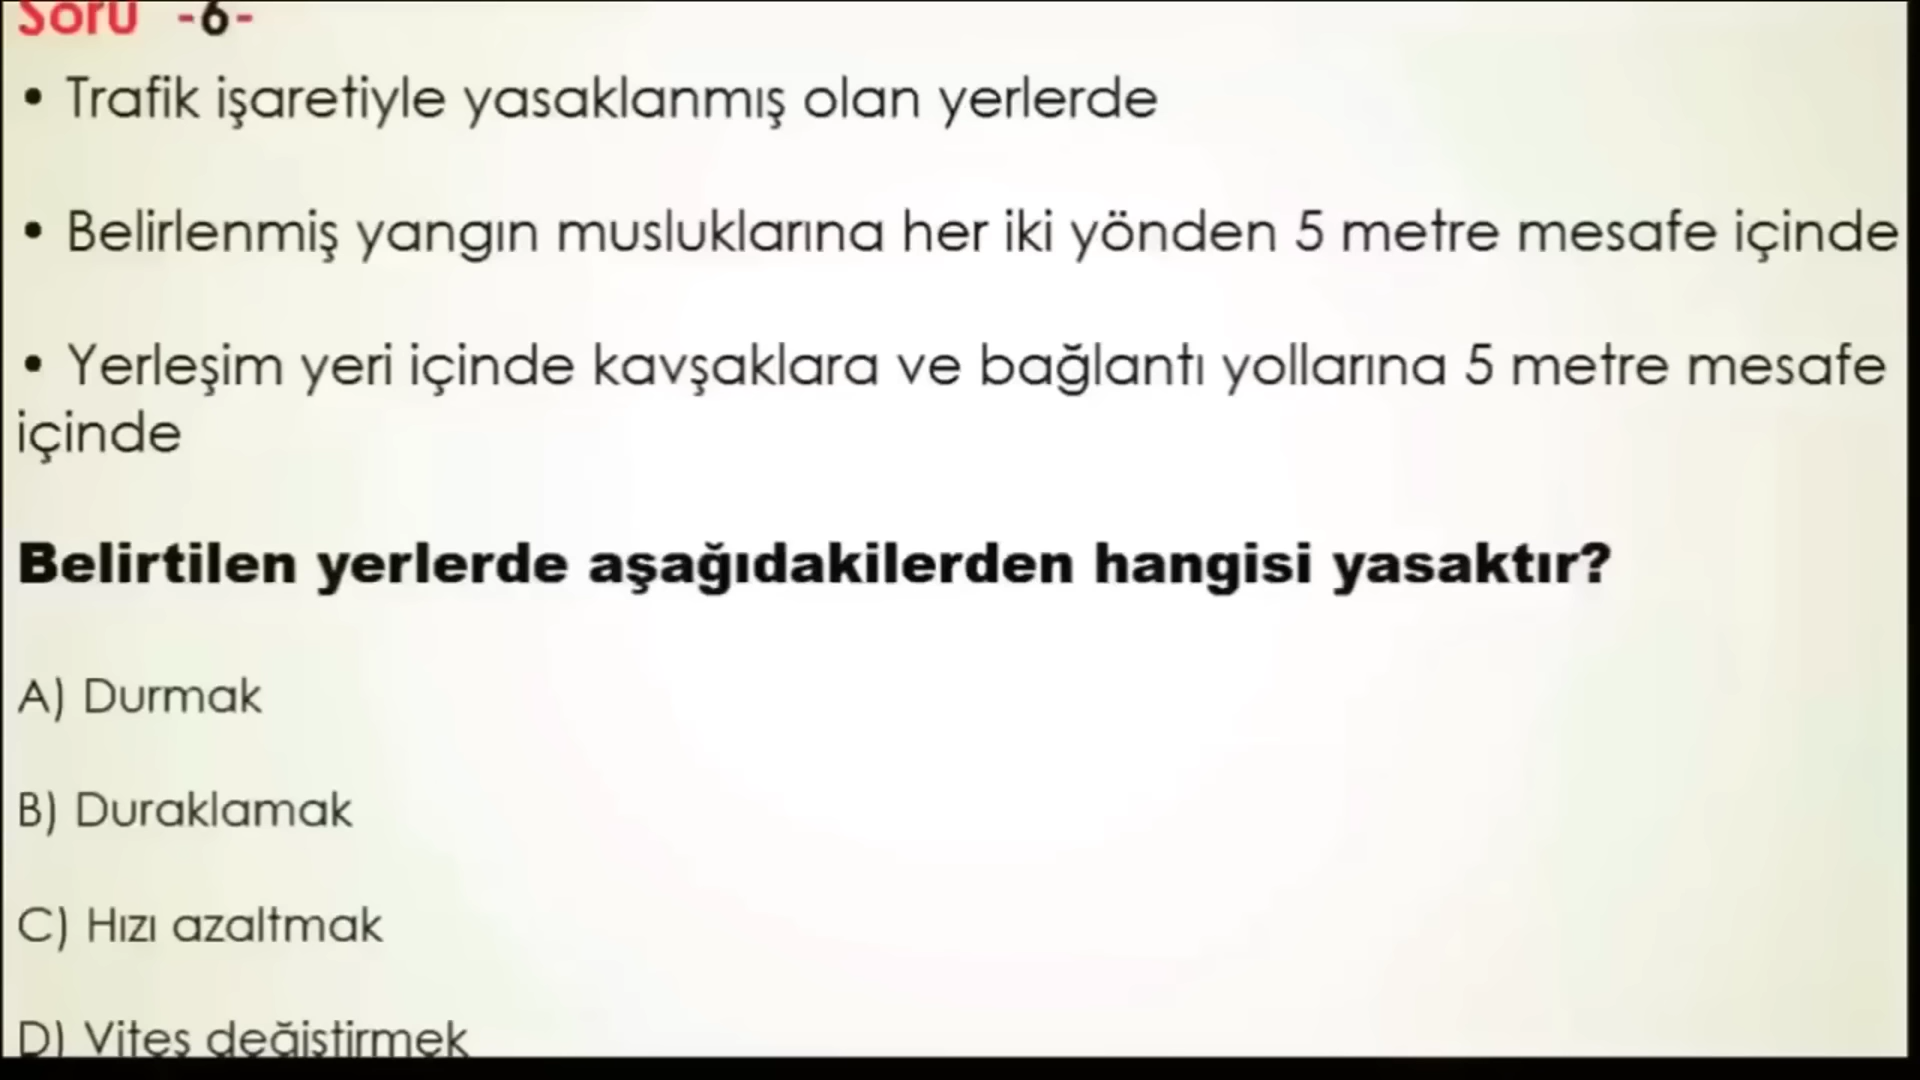 Soru -6-
• Trafik işaretiyle yasaklanmış olan yerlerde
• Belirlenmiş yangın musluklarına her iki yönden 5 metre mesafe içinde
• Yerleşim yeri içinde kavşaklara ve bağlantı yollarına 5 metre mesafe
içinde
Belirtilen yerlerde aşağıdakilerden hangisi yasaktır?
A) Durmak
B) Duraklamak
C) Hızı azaltmak
D) Vites değiştirmek